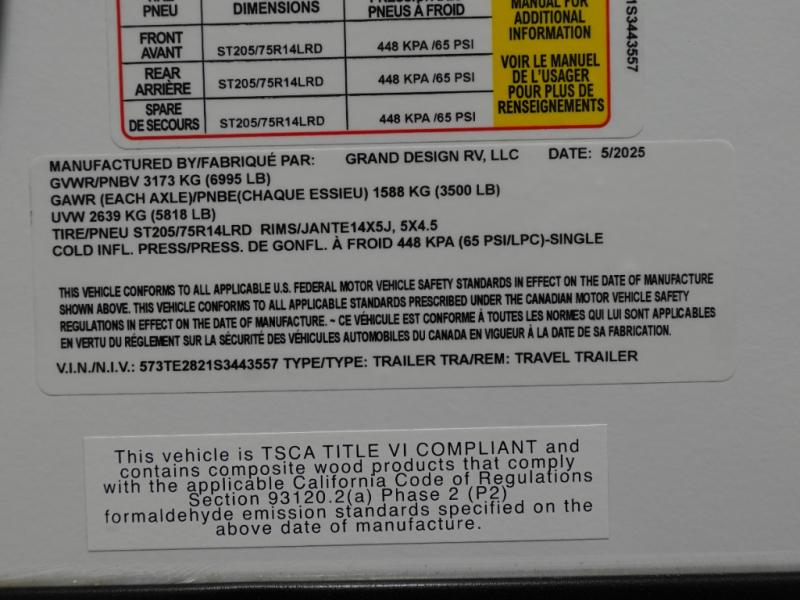 PNEU DIMENSIONS PNEUS À FROID
MANUAL FOR
ADDITIONAL
INFORMATION
FRONT
AVANT ST205/75R14LRD 448 KPA /65 PSI
REAR
ARRIÈRE ST205/75R14LRD 448 KPA /65 PSI
SPARE
DE SECOURS ST205/75R14LRD 448 KPA /65 PSI
VOIR LE MANUEL
DE L'USAGER
POUR PLUS DE
RENSEIGNEMENTS
1S3443557
MANUFACTURED BY/FABRIQUÉ PAR: GRAND DESIGN RV, LLC DATE: 5/2025
GVWR/PNBV 3173 KG (6995 LB)
GAWR (EACH AXLE)/PNBE(CHAQUE ESSIEU) 1588 KG (3500 LB)
UVW 2639 KG (5818 LB)
TIRE/PNEU ST205/75R14LRD RIMS/JANTE14X5J, 5X4.5
COLD INFL. PRESS/PRESS. DE GONFL. À FROID 448 KPA (65 PSI/LPC)-SINGLE
THIS VEHICLE CONFORMS TO ALL APPLICABLE U.S. FEDERAL MOTOR VEHICLE SAFETY STANDARDS IN EFFECT ON THE DATE OF MANUFACTURE
SHOWN ABOVE. THIS VEHICLE CONFORMS TO ALL APPLICABLE STANDARDS PRESCRIBED UNDER THE CANADIAN MOTOR VEHICLE SAFETY
REGULATIONS IN EFFECT ON THE DATE OF MANUFACTURE. ~ CE VÉHICULE EST CONFORME À TOUTES LES NORMES QUI LUI SONT APPLICABLES
EN VERTU DU RÉGLEMENT SUR LA SÉCURITÉ DES VÉHICULES AUTOMOBILES DU CANADA EN VIGUEUR À LA DATE DE SA FABRICATION.
V.I.N./N.I.V.: 573TE2821S3443557 TYPE/TYPE: TRAILER TRA/REM: TRAVEL TRAILER
This vehicle is TSCA TITLE VI COMPLIANT and
contains composite wood products that comply
with the applicable California Code of Regulations
Section 93120.2(a) Phase 2 (P2)
formaldehyde emission standards specified on the
above date of manufacture.